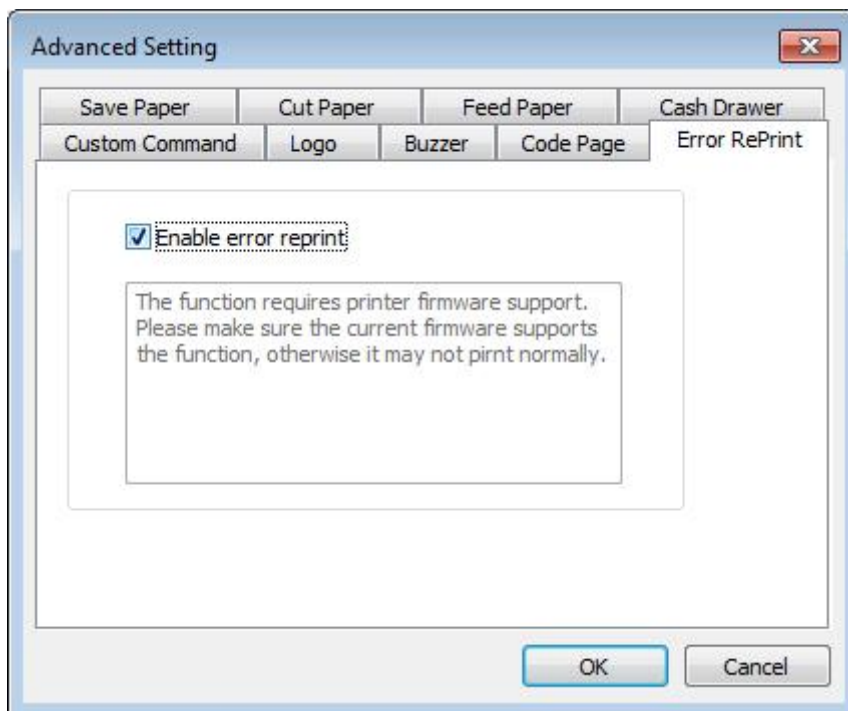 Advanced Setting
Save Paper Cut Paper Feed Paper Cash Drawer
Custom Command Logo Buzzer Code Page Error RePrint
Enable error reprint
The function requires printer firmware support.
Please make sure the current firmware supports
the function, otherwise it may not pirnt normally.
OK Cancel